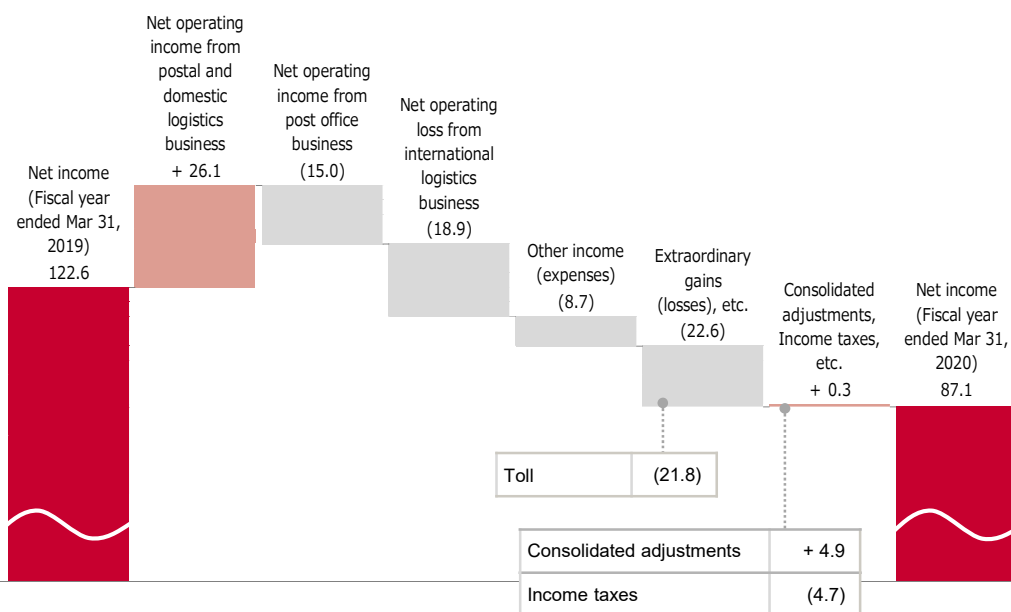 Net income
(Fiscal year
ended Mar 31,
2019)
122.6
Net operating
income from
postal and
domestic
logistics
business
+ 26.1
Net operating
income from
post office
business
(15.0)
Net operating
loss from
international
logistics
business
(18.9)
Other income
(expenses)
(8.7)
Extraordinary
gains
(losses), etc.
(22.6)
Consolidated
adjustments,
Income taxes,
etc.
+ 0.3
Net income
(Fiscal year
ended Mar 31,
2020)
87.1
Toll (21.8)
Consolidated adjustments + 4.9
Income taxes (4.7)